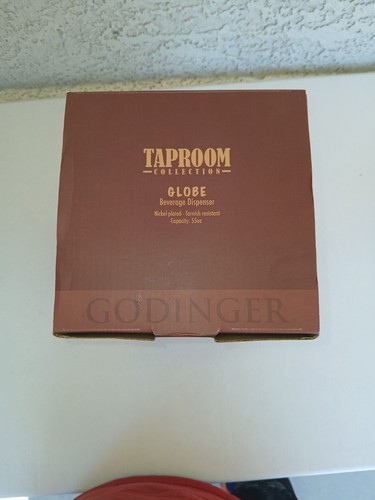 TAPROOM
COLLECTION
GLOBE
Beverage Dispenser
Nickel plated - Tarnish resistant
Capacity: 55oz
GODINGER